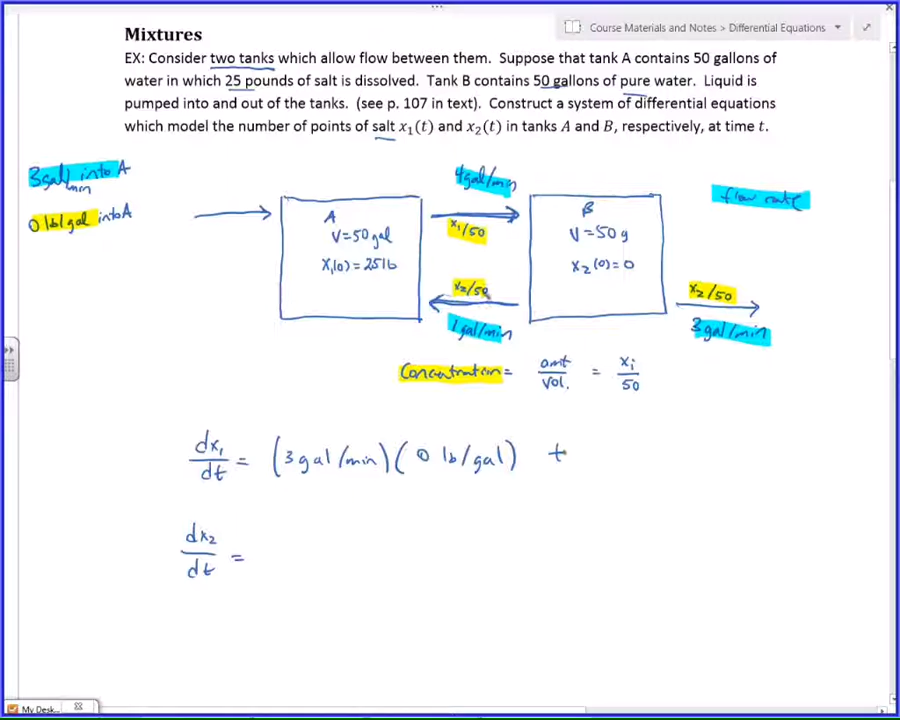 Course Materials and Notes > Differential Equations
Mixtures
EX: Consider two tanks which allow flow between them. Suppose that tank A contains 50 gallons of
water in which 25 pounds of salt is dissolved. Tank B contains 50 gallons of pure water. Liquid is
pumped into and out of the tanks. (see p. 107 in text). Construct a system of differential equations
which model the number of points of salt x₁(t) and x₂(t) in tanks A and B, respectively, at time t.
3gal/min into A
4gal/min
flow rate
0 lb/gal into A
A
B
x₁/50
V=50gal
V=50g
x₁(0)=25lb
x₂(0)=0
x₂/50
x₂/50
1gal/min
3gal/min
Concentration = amt/vol. = xᵢ/50
dx₁/dt = (3gal/min)(0 lb/gal) +
dx₂/dt =
My Desk...